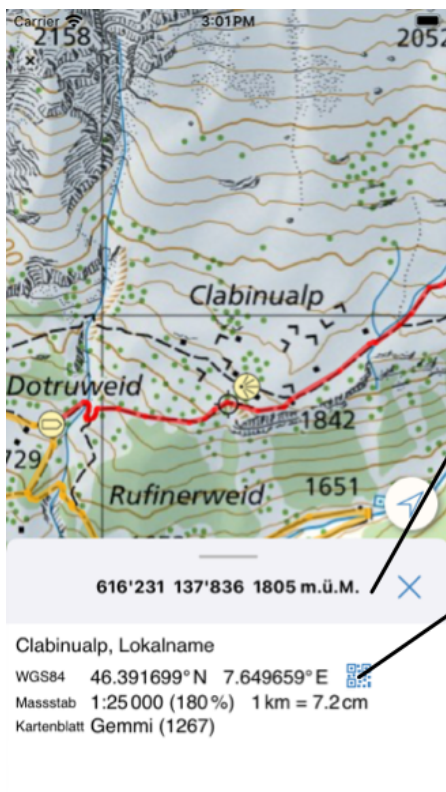 Carrier 3:01PM
2158 2052
Clabinualp
Dotruweid
1842
729
Rufinerweid 1651
616'231 137'836 1805 m.ü.M.
Clabinualp, Lokalname
WGS84 46.391699° N 7.649659° E
Massstab 1:25 000 (180 %) 1 km = 7.2 cm
Kartenblatt Gemmi (1267)